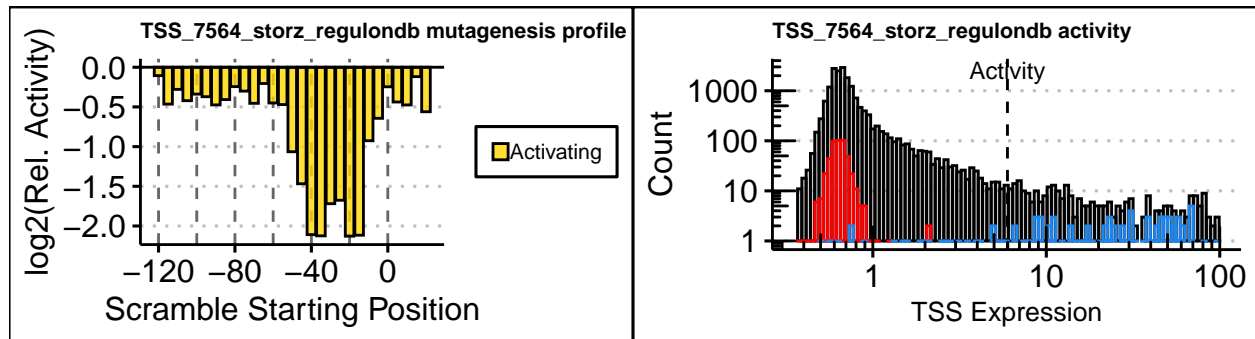 TSS_7564_storz_regulondb mutagenesis profile
log2(Rel. Activity)
0.0
−0.5
−1.0
−1.5
−2.0
−120
−80
−40
0
Scramble Starting Position
Activating
TSS_7564_storz_regulondb activity
Activity
Count
1000
100
10
1
1
10
100
TSS Expression